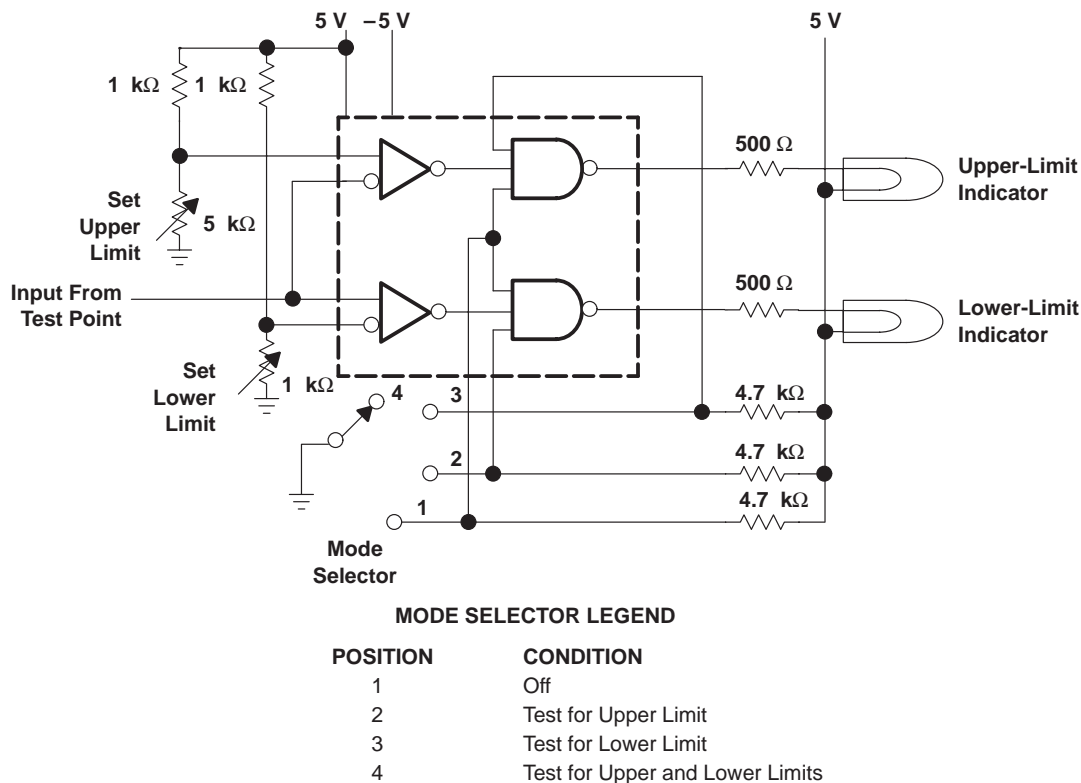 5 V –5 V
5 V
1 kΩ
1 kΩ
500 Ω
Upper-Limit
Indicator
Set
Upper
Limit
5 kΩ
Input From
Test Point
500 Ω
Lower-Limit
Indicator
Set
Lower
Limit
1 kΩ
4
3
4.7 kΩ
2
4.7 kΩ
1
4.7 kΩ
Mode
Selector
MODE SELECTOR LEGEND
POSITION CONDITION
1 Off
2 Test for Upper Limit
3 Test for Lower Limit
4 Test for Upper and Lower Limits